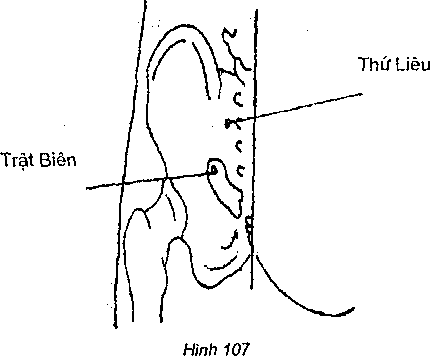 Thứ Liêu
Trật Biên
Hình 107